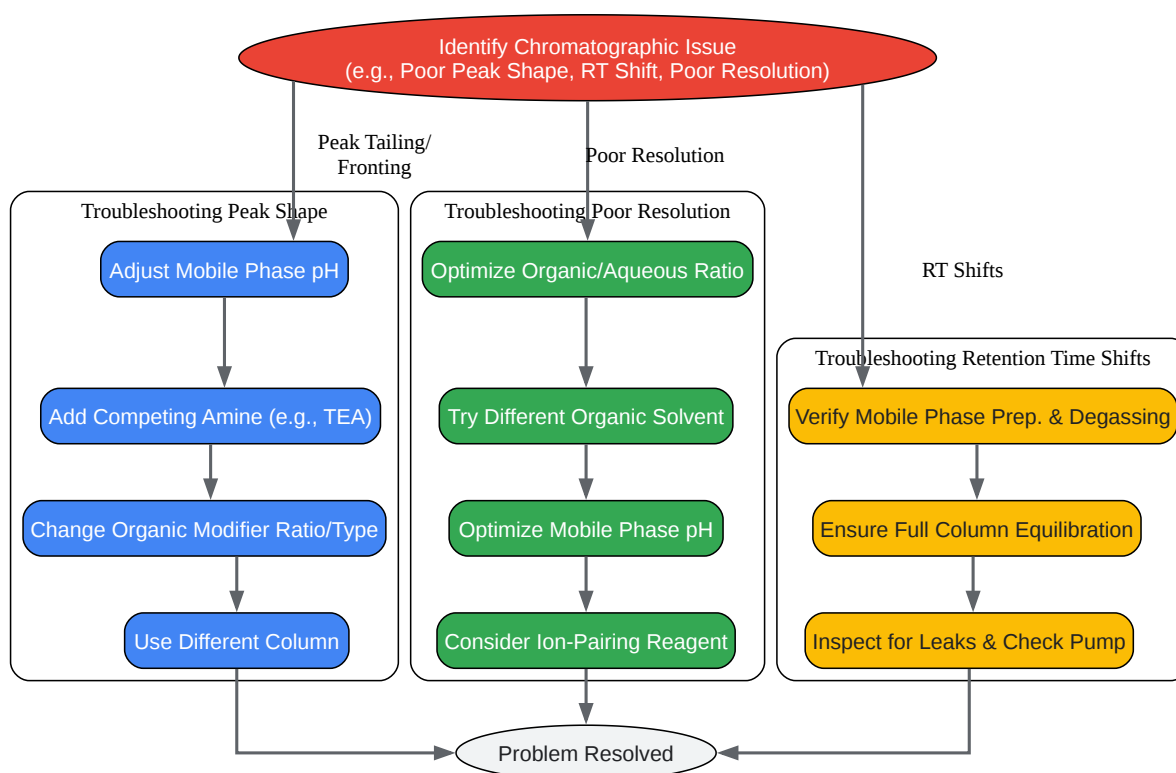 Identify Chromatographic Issue
(e.g., Poor Peak Shape, RT Shift, Poor Resolution)
Peak Tailing/
Fronting
Poor Resolution
RT Shifts
Troubleshooting Peak Shape
Adjust Mobile Phase pH
Add Competing Amine (e.g., TEA)
Change Organic Modifier Ratio/Type
Use Different Column
Troubleshooting Poor Resolution
Optimize Organic/Aqueous Ratio
Try Different Organic Solvent
Optimize Mobile Phase pH
Consider Ion-Pairing Reagent
Troubleshooting Retention Time Shifts
Verify Mobile Phase Prep. & Degassing
Ensure Full Column Equilibration
Inspect for Leaks & Check Pump
Problem Resolved